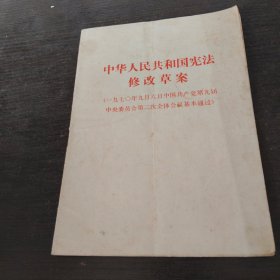 中华人民共和国宪法
修改草案
(一九七〇年九月六日中国共产党第九届
中央委员会第二次全体会议基本通过)